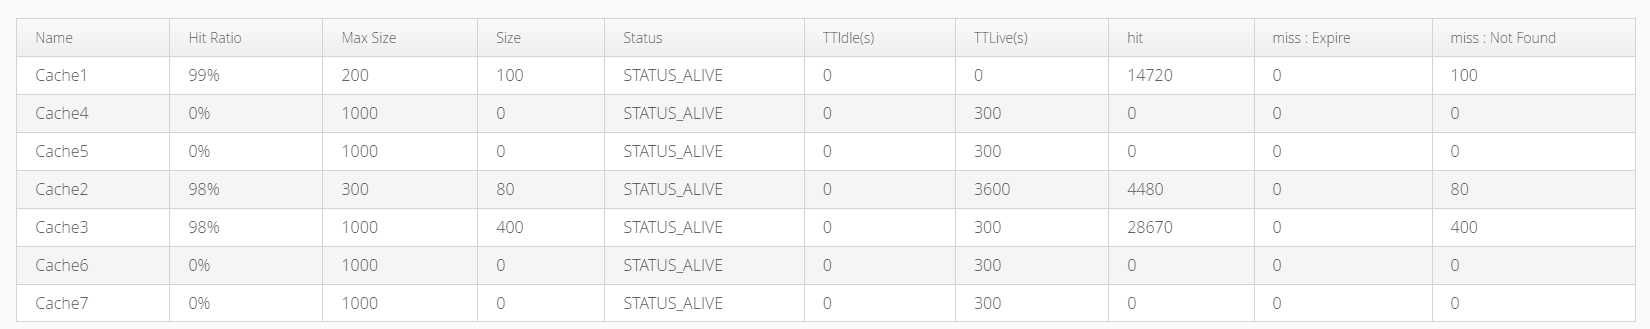 Name Hit Ratio Max Size Size Status TTIdle(s) TTLive(s) hit miss : Expire miss : Not Found
Cache1 99% 200 100 STATUS_ALIVE 0 0 14720 0 100
Cache4 0% 1000 0 STATUS_ALIVE 0 300 0 0 0
Cache5 0% 1000 0 STATUS_ALIVE 0 300 0 0 0
Cache2 98% 300 80 STATUS_ALIVE 0 3600 4480 0 80
Cache3 98% 1000 400 STATUS_ALIVE 0 300 28670 0 400
Cache6 0% 1000 0 STATUS_ALIVE 0 300 0 0 0
Cache7 0% 1000 0 STATUS_ALIVE 0 300 0 0 0